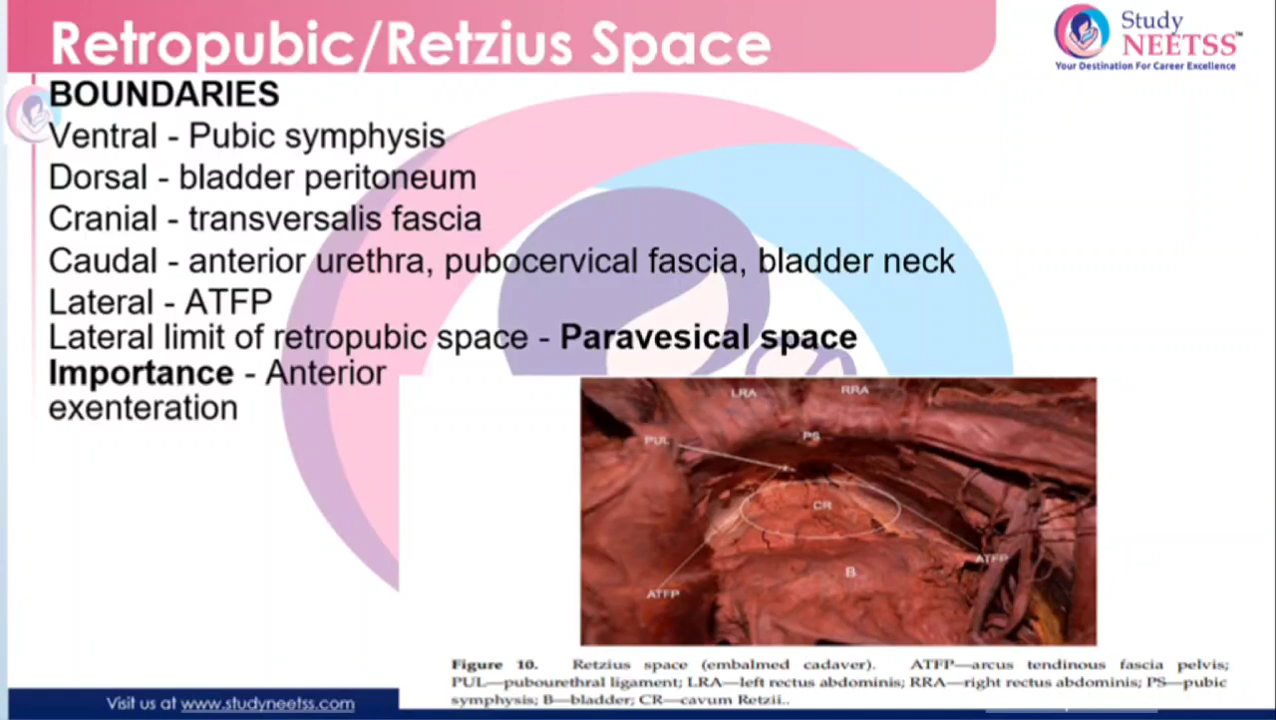 Retropubic/Retzius Space
Study
NEETSS™
Your Destination For Career Excellence
BOUNDARIES
Ventral - Pubic symphysis
Dorsal - bladder peritoneum
Cranial - transversalis fascia
Caudal - anterior urethra, pubocervical fascia, bladder neck
Lateral - ATFP
Lateral limit of retropubic space - Paravesical space
Importance - Anterior
exenteration
LRA
RRA
PS
PUL
CR
ATFP
B
ATFP
Figure 10. Retzius space (embalmed cadaver). ATFP—arcus tendinous fascia pelvis;
PUL—pubourethral ligament; LRA—left rectus abdominis; RRA—right rectus abdominis; PS—pubic
symphysis; B—bladder; CR—cavum Retzii..
Visit us at www.studyneetss.com